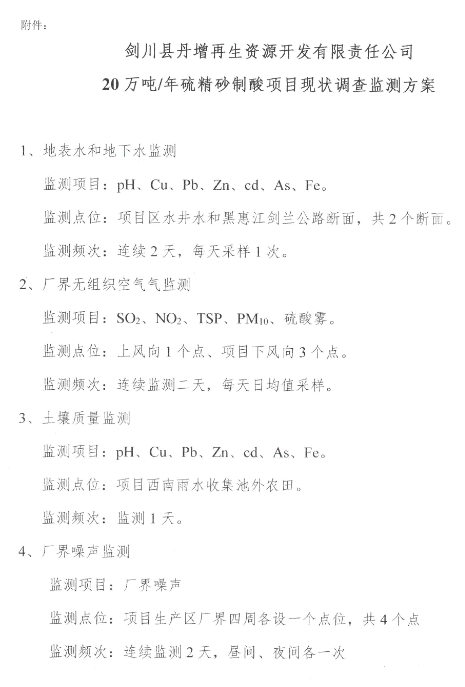 附件：
剑川县丹增再生资源开发有限责任公司
20 万吨/年硫精砂制酸项目现状调查监测方案
1、地表水和地下水监测
监测项目：pH、Cu、Pb、Zn、cd、As、Fe。
监测点位：项目区水井水和黑惠江剑兰公路断面，共 2 个断面。
监测频次：连续 2 天，每天采样 1 次。
2、厂界无组织空气气监测
监测项目：SO₂、NO₂、TSP、PM₁₀、硫酸雾。
监测点位：上风向 1 个点、项目下风向 3 个点。
监测频次：连续监测二天，每天日均值采样。
3、土壤质量监测
监测项目：pH、Cu、Pb、Zn、cd、As、Fe。
监测点位：项目西南雨水收集池外农田。
监测频次：监测 1 天。
4、厂界噪声监测
监测项目：厂界噪声
监测点位：项目生产区厂界四周各设一个点位，共 4 个点
监测频次：连续监测 2 天，昼间、夜间各一次